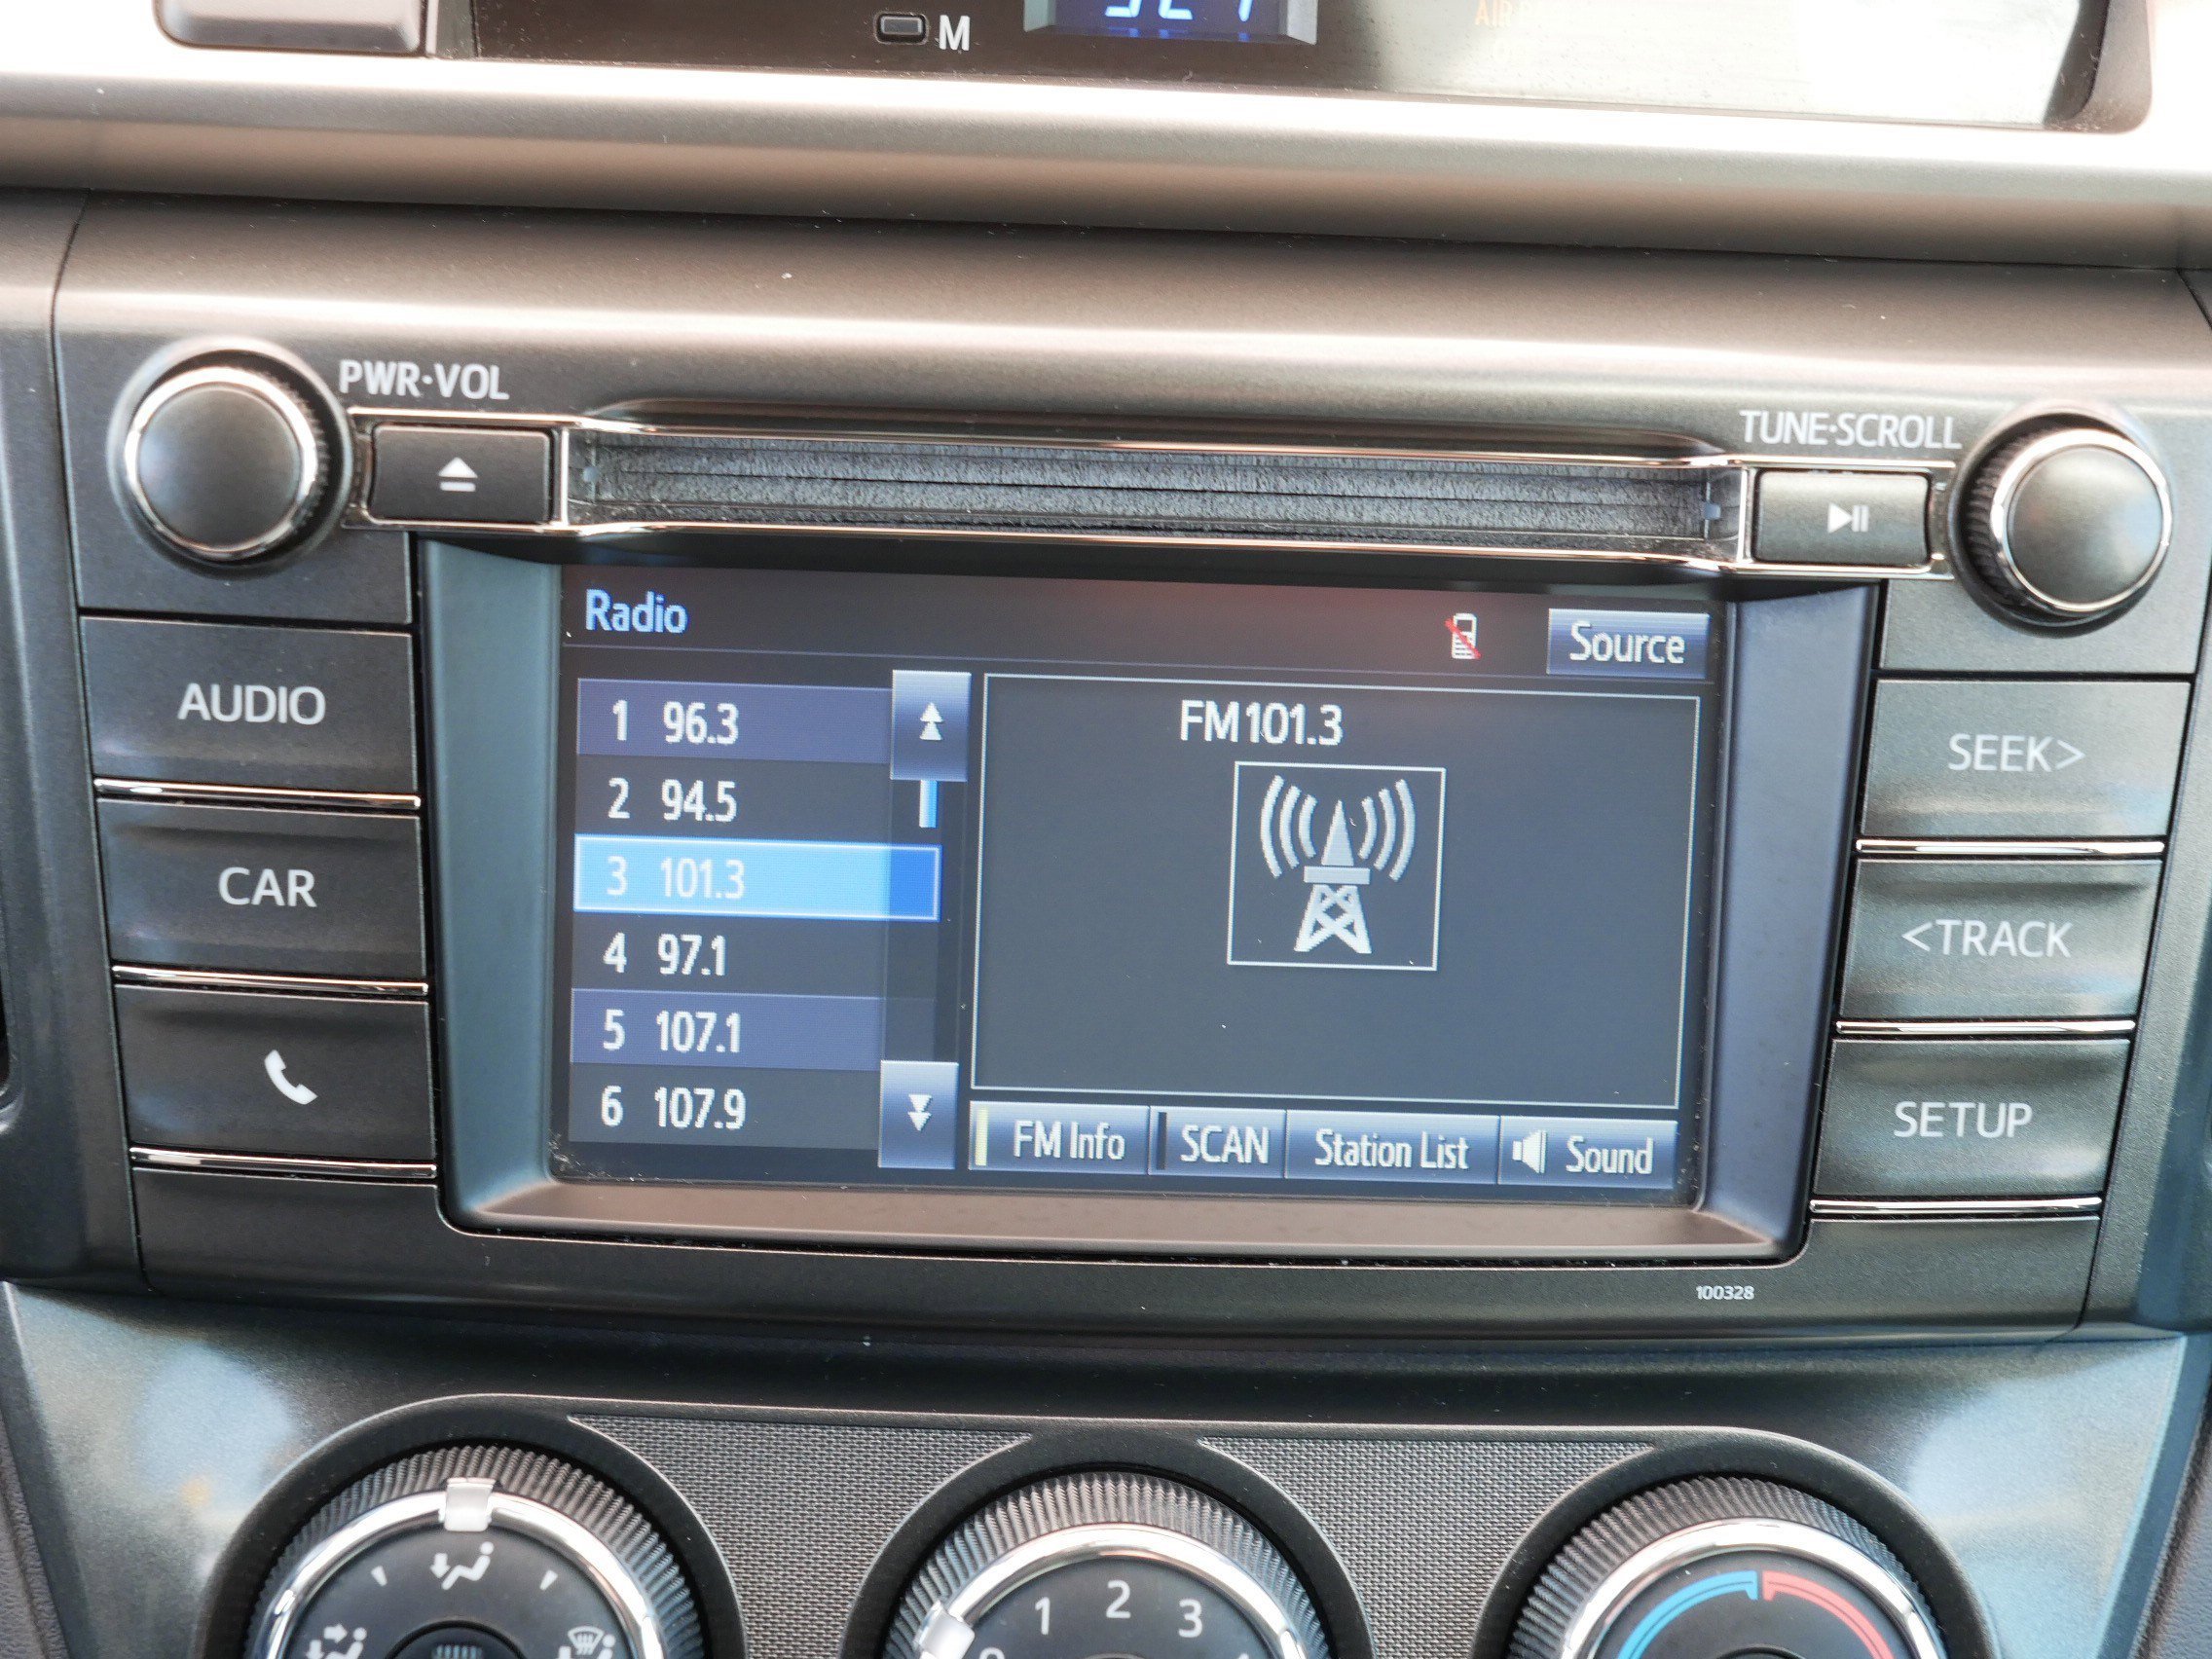 M
PWR·VOL
TUNE·SCROLL
Radio
Source
AUDIO
1 96.3
FM101.3
SEEK>
2 94.5
3 101.3
CAR
4 97.1
<TRACK
5 107.1
6 107.9
FM Info
SCAN
Station List
Sound
SETUP
100328
1 2 3